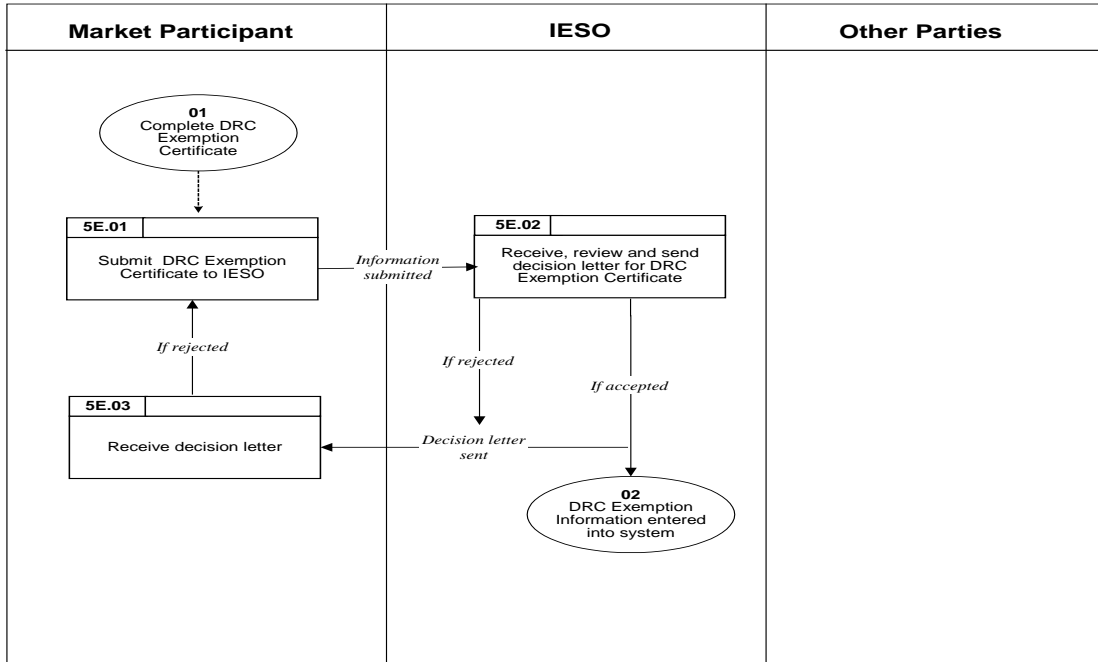 Market Participant
IESO
Other Parties
01
Complete DRC
Exemption
Certificate
5E.01
Submit DRC Exemption
Certificate to IESO
Information
submitted
5E.02
Receive, review and send
decision letter for DRC
Exemption Certificate
If rejected
If rejected
If accepted
5E.03
Receive decision letter
Decision letter
sent
02
DRC Exemption
Information entered
into system